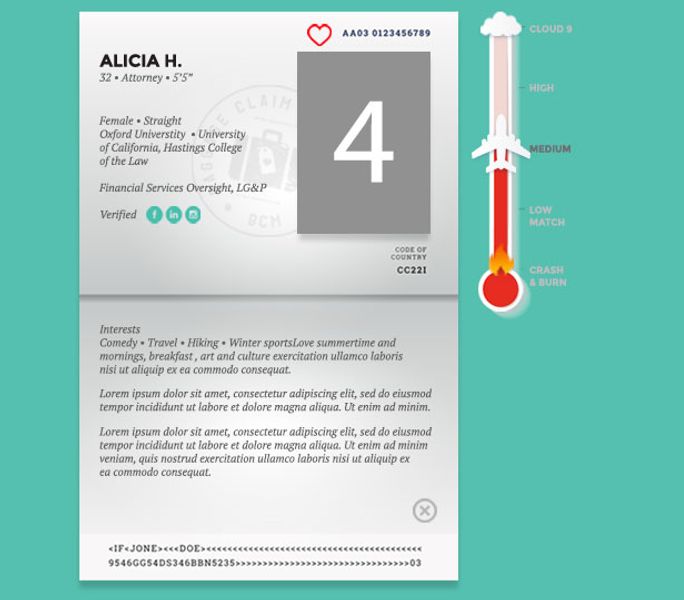 AA03 0123456789
ALICIA H.
32 • Attorney • 5'5"
Female • Straight
Oxford Universtity • University
of California, Hastings College
of the Law
Financial Services Oversight, LG&P
Verified
4
BAGGAGE CLAIM
BCM
CODE OF
COUNTRY
CC22I
CLOUD 9
HIGH
MEDIUM
LOW
MATCH
CRASH
& BURN
Interests
Comedy • Travel • Hiking • Winter sportsLove summertime and
mornings, breakfast , art and culture exercitation ullamco laboris
nisi ut aliquip ex ea commodo consequat.
Lorem ipsum dolor sit amet, consectetur adipiscing elit, sed do eiusmod
tempor incididunt ut labore et dolore magna aliqua. Ut enim ad minim.
Lorem ipsum dolor sit amet, consectetur adipiscing elit, sed do eiusmod
tempor incididunt ut labore et dolore magna aliqua. Ut enim ad minim
veniam, quis nostrud exercitation ullamco laboris nisi ut aliquip ex
ea commodo consequat.
<IF<JONE><<<DOE><<<<<<<<<<<<<<<<<<<<<<<<<<<<<<<<<<<<<<<<<
9546GG54DS346BBN5235>>>>>>>>>>>>>>>>>>>>>>>>>>>>>>>>>03